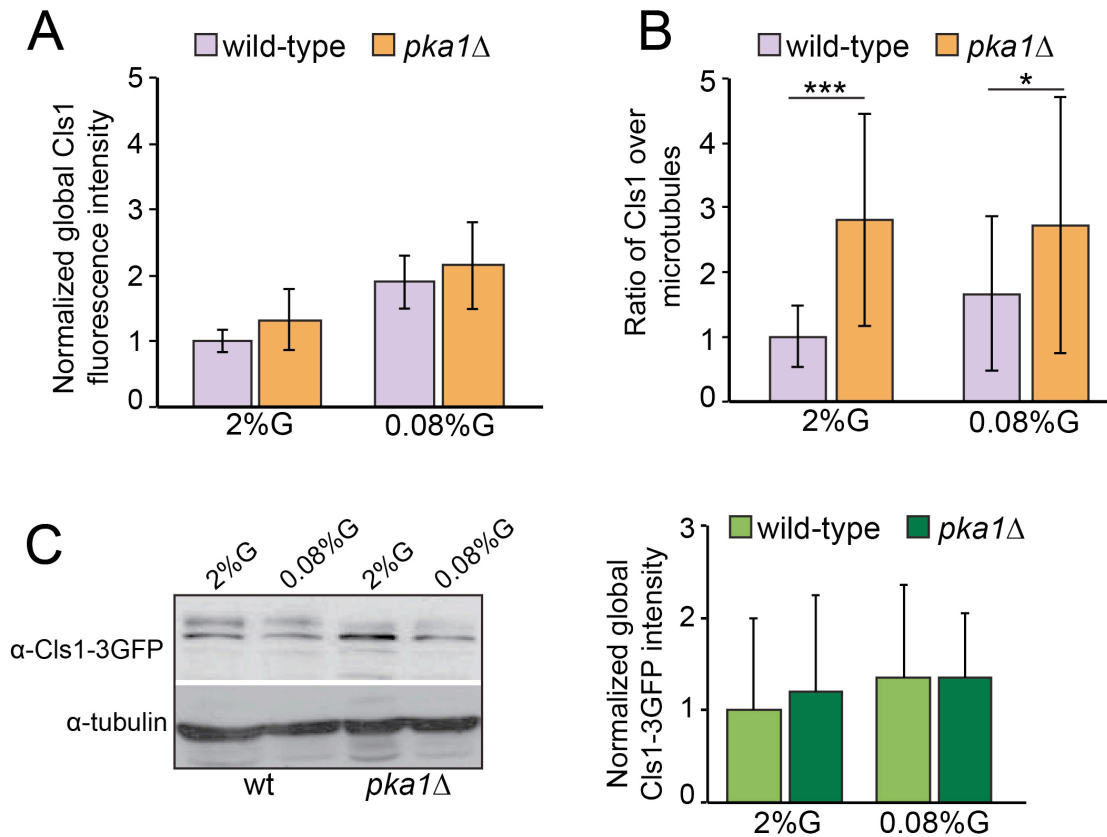 A
wild-type pka1Δ
Normalized global Cls1
fluorescence intensity
5
4
3
2
1
0
2%G 0.08%G
B
wild-type pka1Δ
Ratio of Cls1 over
microtubules
5
4
3
2
1
0
*** *
2%G 0.08%G
C
2%G 0.08%G 2%G 0.08%G
α-Cls1-3GFP
α-tubulin
wt pka1Δ
wild-type pka1Δ
Normalized global
Cls1-3GFP intensity
3
2
1
0
2%G 0.08%G